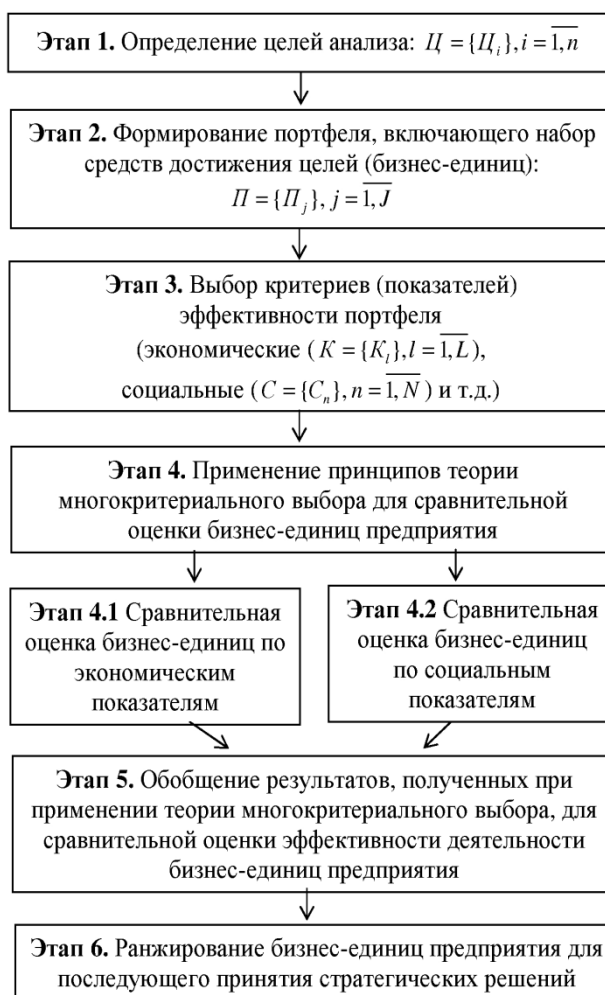 Этап 1. Определение целей анализа: Ц = {Ц_i}, i = \overline{1,n}
Этап 2. Формирование портфеля, включающего набор
средств достижения целей (бизнес-единиц):
П = {П_j}, j = \overline{1,J}
Этап 3. Выбор критериев (показателей)
эффективности портфеля
(экономические ( К = {К_l}, l = \overline{1,L}),
социальные ( С = {С_n}, n = \overline{1,N} ) и т.д.)
Этап 4. Применение принципов теории
многокритериального выбора для сравнительной
оценки бизнес-единиц предприятия
Этап 4.1 Сравнительная
оценка бизнес-единиц по
экономическим
показателям
Этап 4.2 Сравнительная
оценка бизнес-единиц
по социальным
показателям
Этап 5. Обобщение результатов, полученных при
применении теории многокритериального выбора, для
сравнительной оценки эффективности деятельности
бизнес-единиц предприятия
Этап 6. Ранжирование бизнес-единиц предприятия для
последующего принятия стратегических решений